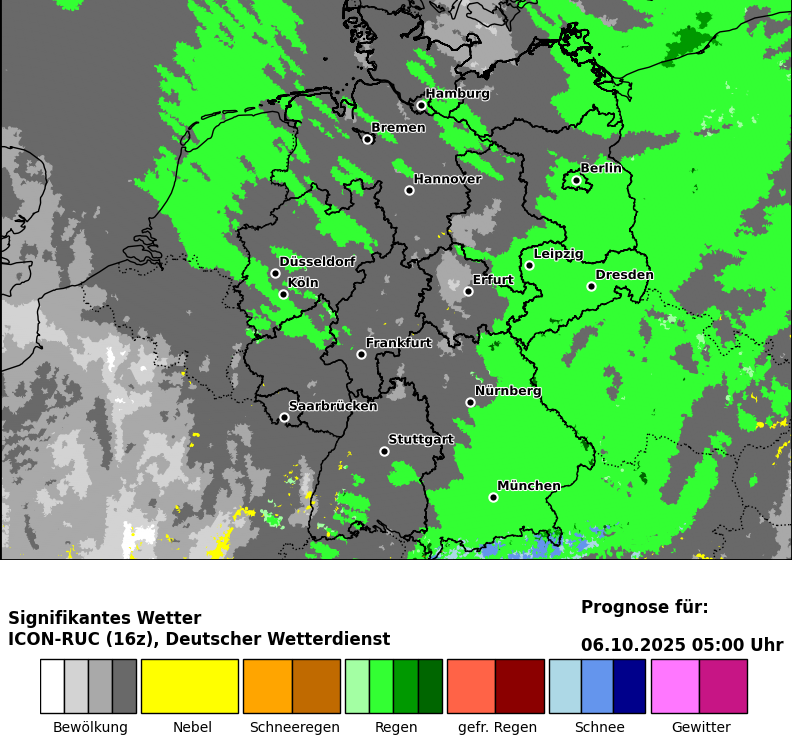 Hamburg
Bremen
Hannover
Berlin
Düsseldorf
Köln
Leipzig
Dresden
Erfurt
Frankfurt
Nürnberg
Saarbrücken
Stuttgart
München
Signifikantes Wetter
ICON-RUC (16z), Deutscher Wetterdienst
Prognose für:
06.10.2025 05:00 Uhr
Bewölkung
Nebel
Schneeregen
Regen
gefr. Regen
Schnee
Gewitter